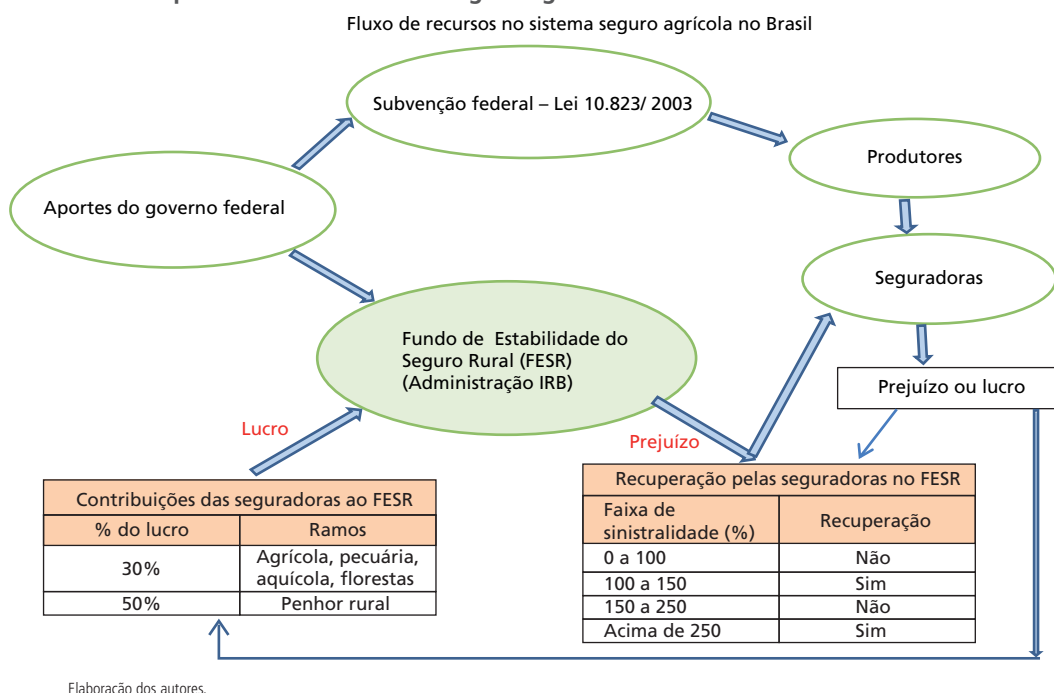 Fluxo de recursos no sistema seguro agrícola no Brasil
Subvenção federal – Lei 10.823/ 2003
Produtores
Aportes do governo federal
Seguradoras
Fundo de Estabilidade do
Seguro Rural (FESR)
(Administração IRB)
Prejuízo ou lucro
Lucro
Prejuízo
Contribuições das seguradoras ao FESR
% do lucro Ramos
30% Agrícola, pecuária,
aquícola, florestas
50% Penhor rural
Recuperação pelas seguradoras no FESR
Faixa de
sinistralidade (%) Recuperação
0 a 100 Não
100 a 150 Sim
150 a 250 Não
Acima de 250 Sim
Elaboração dos autores.